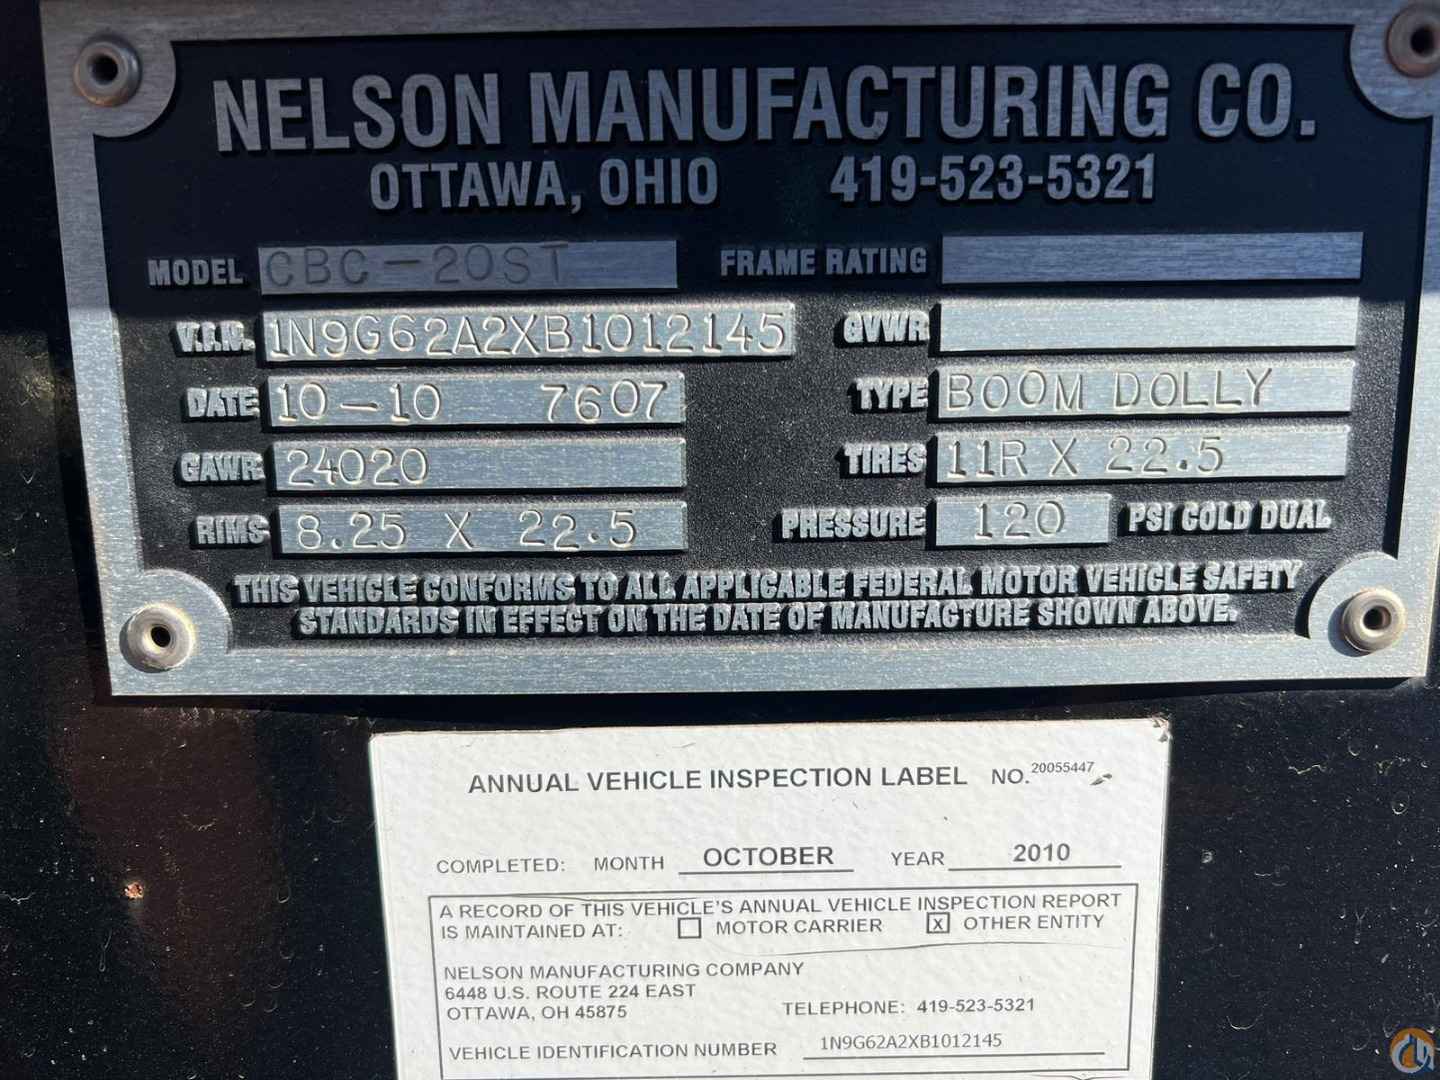 NELSON MANUFACTURING CO.
OTTAWA, OHIO 419-523-5321
MODEL CBC-20ST FRAME RATING
V.I.N. 1N9G62A2XB1012145 GVWR
DATE 10-10 7607 TYPE BOOM DOLLY
GAWR 24020 TIRES 11R X 22.5
RIMS 8.25 X 22.5 PRESSURE 120 PSI COLD DUAL
THIS VEHICLE CONFORMS TO ALL APPLICABLE FEDERAL MOTOR VEHICLE SAFETY
STANDARDS IN EFFECT ON THE DATE OF MANUFACTURE SHOWN ABOVE.
ANNUAL VEHICLE INSPECTION LABEL NO. 20055447
COMPLETED: MONTH OCTOBER YEAR 2010
A RECORD OF THIS VEHICLE'S ANNUAL VEHICLE INSPECTION REPORT
IS MAINTAINED AT: MOTOR CARRIER X OTHER ENTITY
NELSON MANUFACTURING COMPANY
6448 U.S. ROUTE 224 EAST
OTTAWA, OH 45875 TELEPHONE: 419-523-5321
VEHICLE IDENTIFICATION NUMBER 1N9G62A2XB1012145